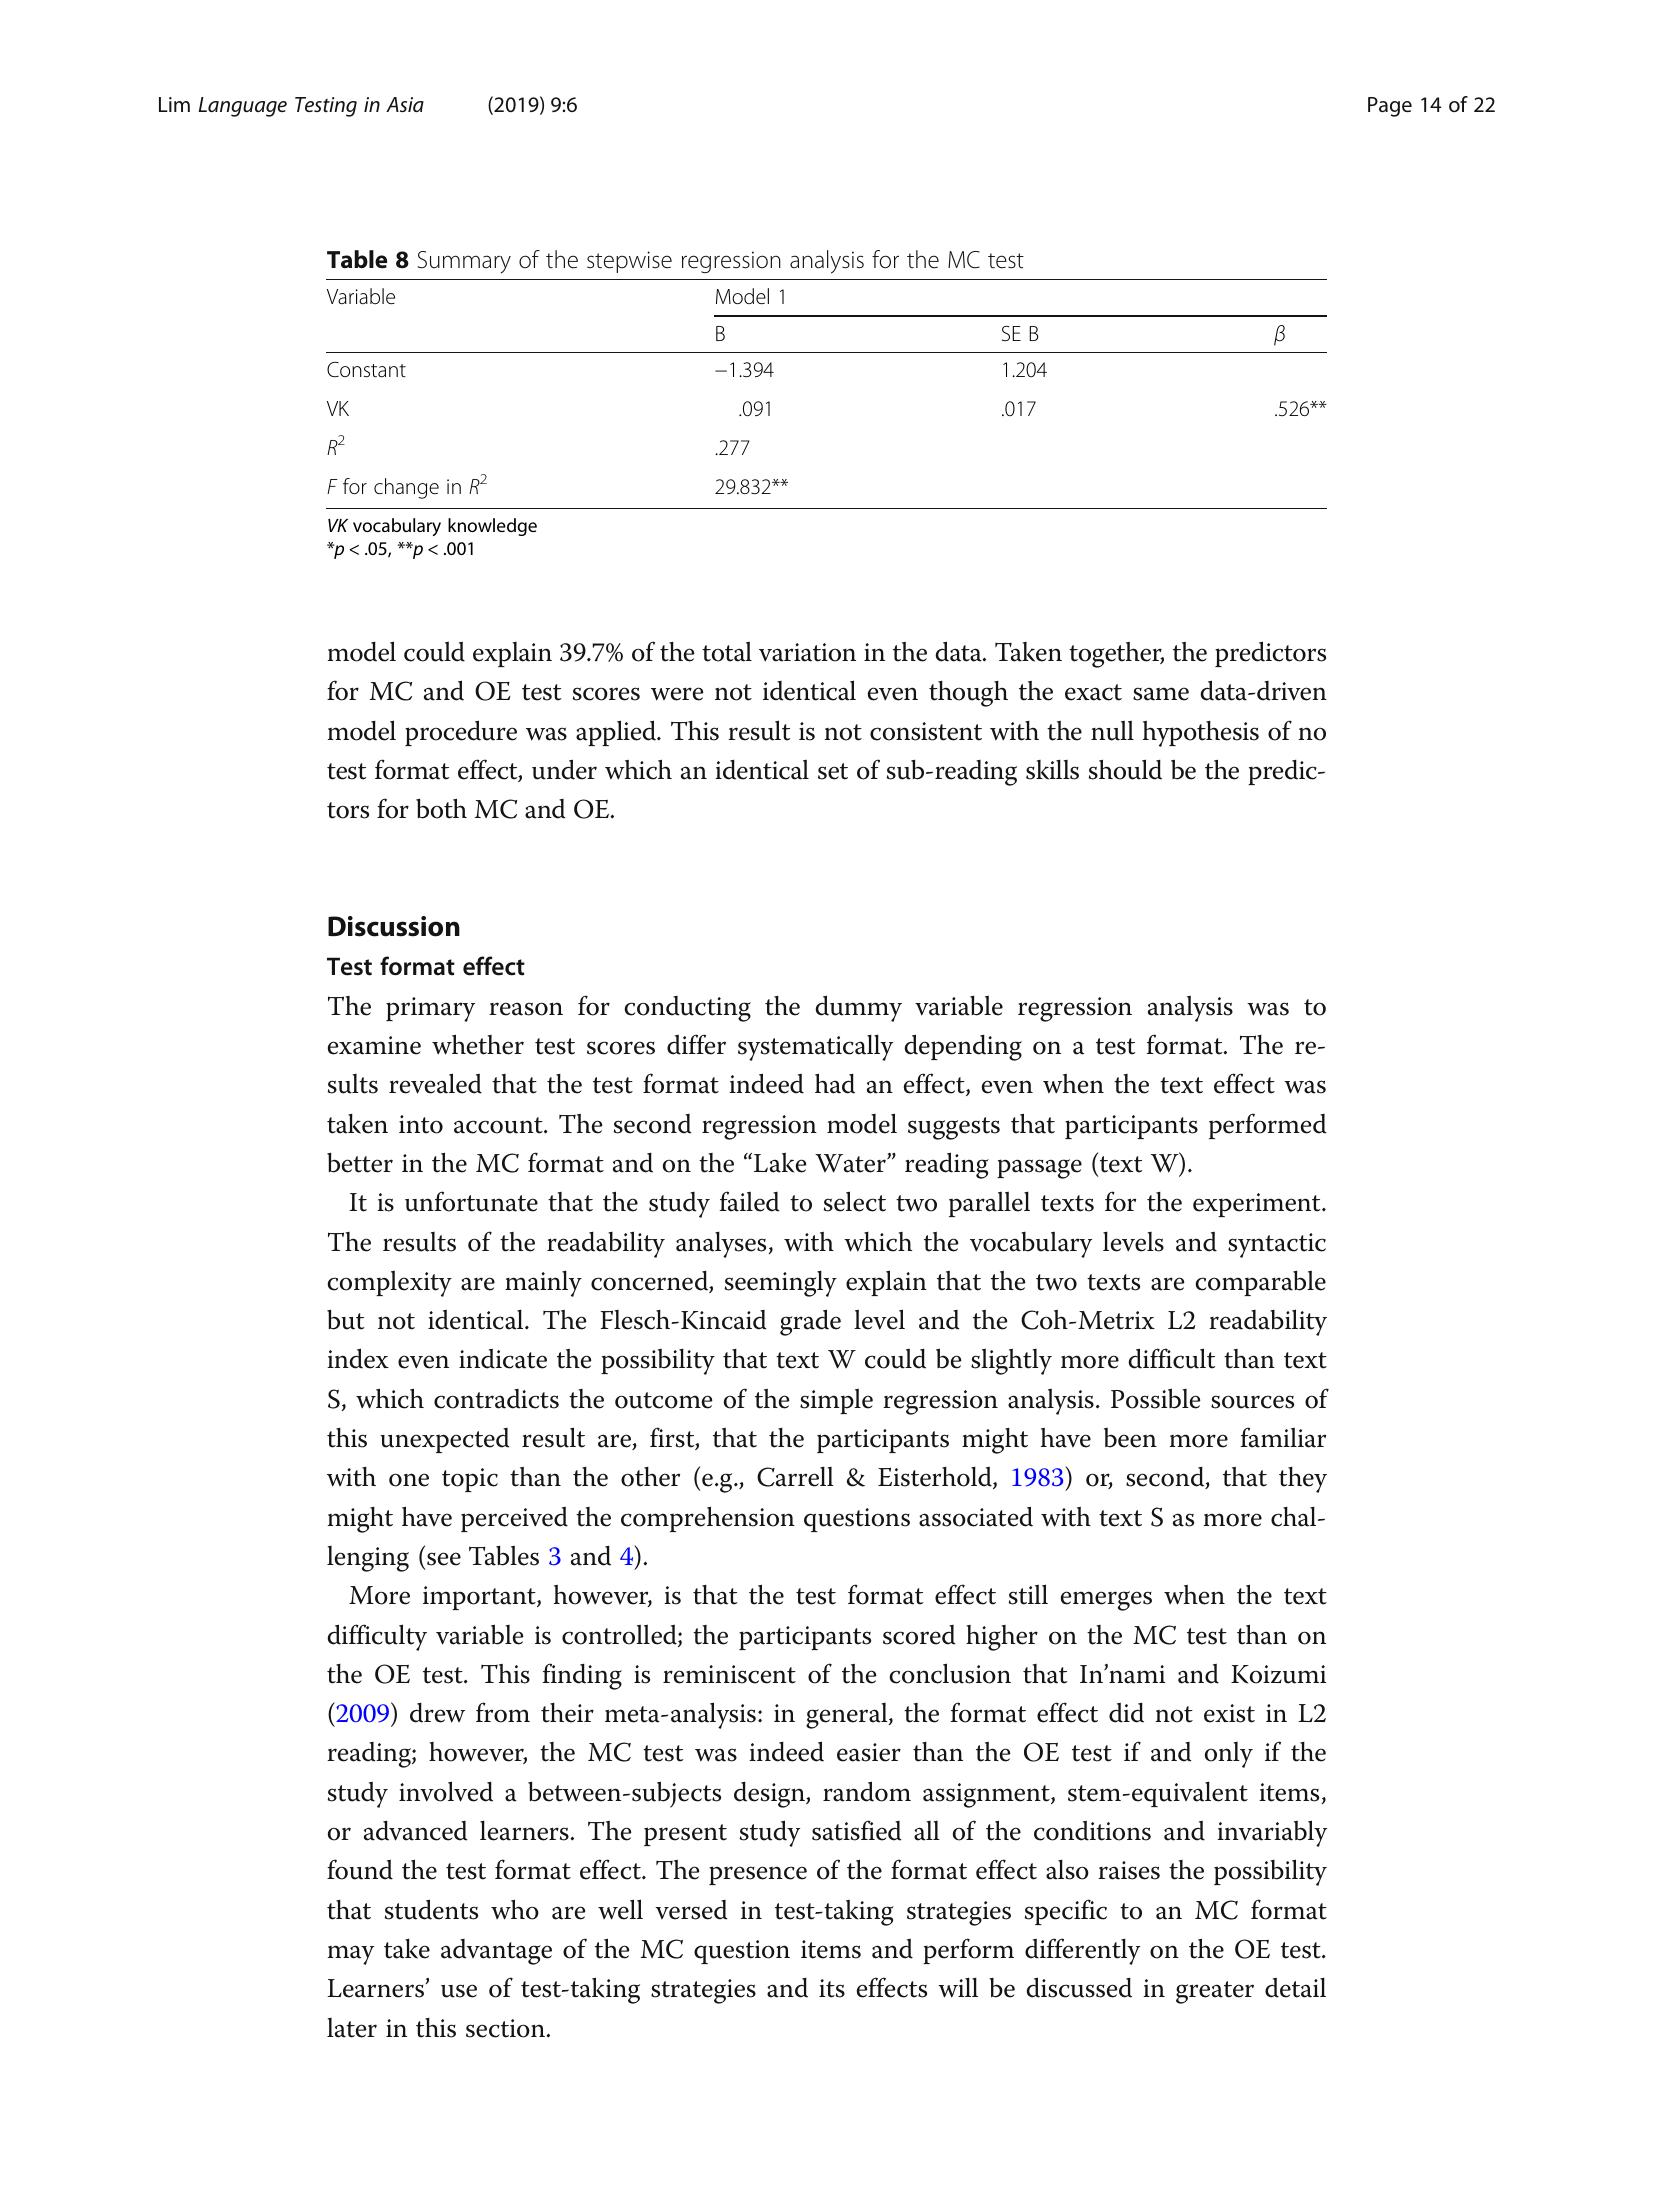 Lim Language Testing in Asia (2019) 9:6 Page 14 of 22
Table 8 Summary of the stepwise regression analysis for the MC test
Variable Model 1
B SE B β
Constant −1.394 1.204
VK .091 .017 .526**
R2 .277
F for change in R2 29.832**
VK vocabulary knowledge
*p < .05, **p < .001
model could explain 39.7% of the total variation in the data. Taken together, the predictors
for MC and OE test scores were not identical even though the exact same data-driven
model procedure was applied. This result is not consistent with the null hypothesis of no
test format effect, under which an identical set of sub-reading skills should be the predic-
tors for both MC and OE.
Discussion
Test format effect
The primary reason for conducting the dummy variable regression analysis was to
examine whether test scores differ systematically depending on a test format. The re-
sults revealed that the test format indeed had an effect, even when the text effect was
taken into account. The second regression model suggests that participants performed
better in the MC format and on the “Lake Water” reading passage (text W).
It is unfortunate that the study failed to select two parallel texts for the experiment.
The results of the readability analyses, with which the vocabulary levels and syntactic
complexity are mainly concerned, seemingly explain that the two texts are comparable
but not identical. The Flesch-Kincaid grade level and the Coh-Metrix L2 readability
index even indicate the possibility that text W could be slightly more difficult than text
S, which contradicts the outcome of the simple regression analysis. Possible sources of
this unexpected result are, first, that the participants might have been more familiar
with one topic than the other (e.g., Carrell & Eisterhold, 1983) or, second, that they
might have perceived the comprehension questions associated with text S as more chal-
lenging (see Tables 3 and 4).
More important, however, is that the test format effect still emerges when the text
difficulty variable is controlled; the participants scored higher on the MC test than on
the OE test. This finding is reminiscent of the conclusion that In’nami and Koizumi
(2009) drew from their meta-analysis: in general, the format effect did not exist in L2
reading; however, the MC test was indeed easier than the OE test if and only if the
study involved a between-subjects design, random assignment, stem-equivalent items,
or advanced learners. The present study satisfied all of the conditions and invariably
found the test format effect. The presence of the format effect also raises the possibility
that students who are well versed in test-taking strategies specific to an MC format
may take advantage of the MC question items and perform differently on the OE test.
Learners’ use of test-taking strategies and its effects will be discussed in greater detail
later in this section.